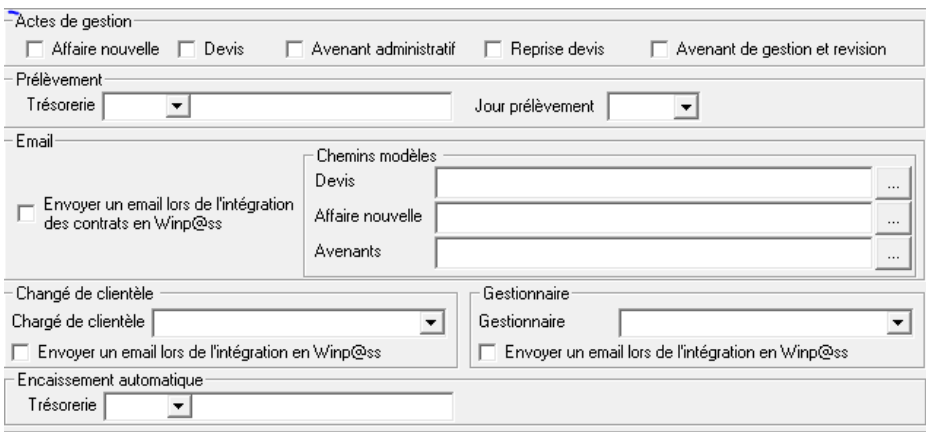 Actes de gestion
Affaire nouvelle Devis Avenant administratif Reprise devis Avenant de gestion et revision
Prélèvement
Trésorerie Jour prélèvement
Email
Chemins modèles
Devis ...
Envoyer un email lors de l'intégration
des contrats en Winp@ss
Affaire nouvelle ...
Avenants ...
Changé de clientèle Gestionnaire
Chargé de clientèle Gestionnaire
Envoyer un email lors de l'intégration en Winp@ss Envoyer un email lors de l'intégration en Winp@ss
Encaissement automatique
Trésorerie